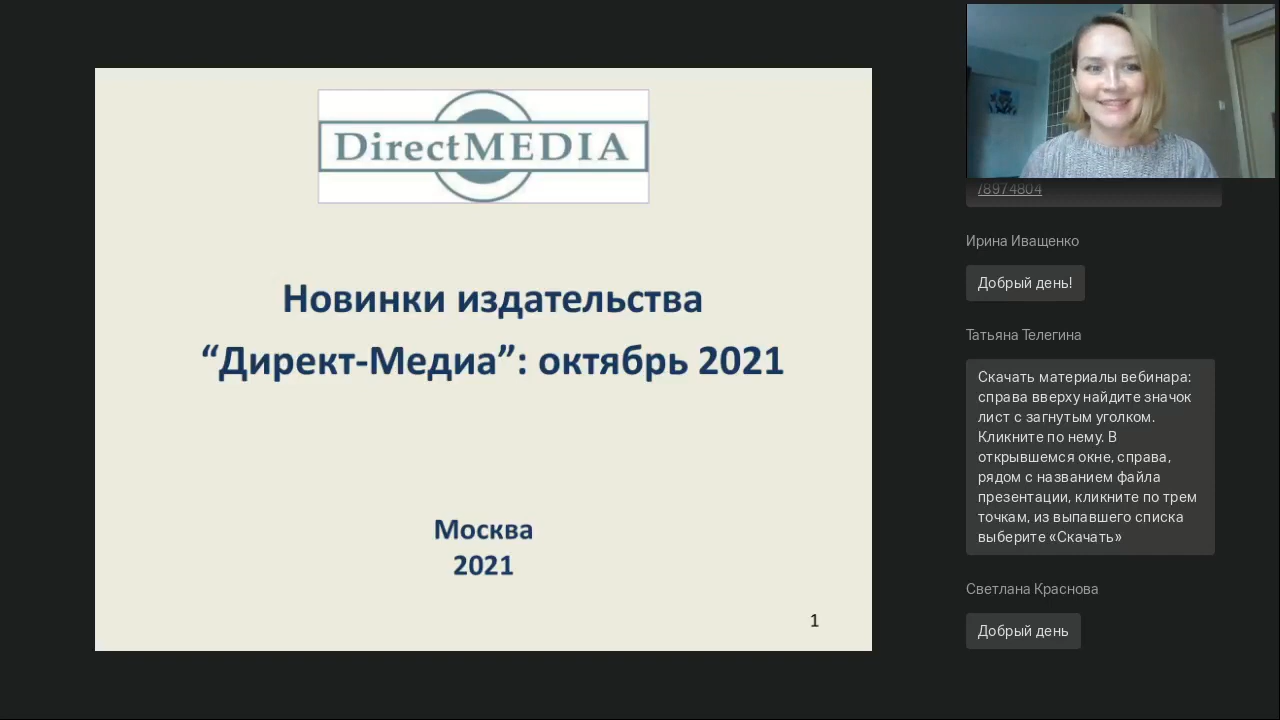 DirectMEDIA
Новинки издательства
“Директ-Медиа”: октябрь 2021
Москва
2021
1
/8974804
Ирина Иващенко
Добрый день!
Татьяна Телегина
Скачать материалы вебинара:
справа вверху найдите значок
лист с загнутым уголком.
Кликните по нему. В
открывшемся окне, справа,
рядом с названием файла
презентации, кликните по трем
точкам, из выпавшего списка
выберите «Скачать»
Светлана Краснова
Добрый день